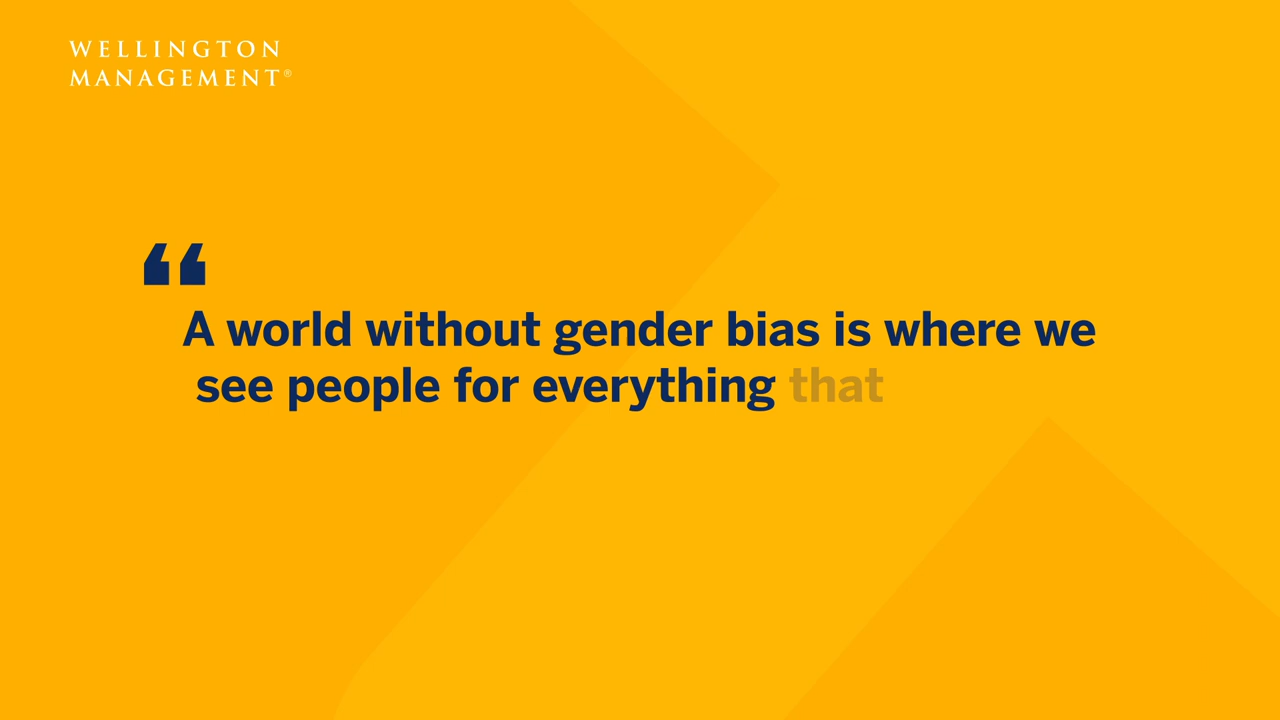 WELLINGTON
MANAGEMENT®
“
A world without gender bias is where we
see people for everything that